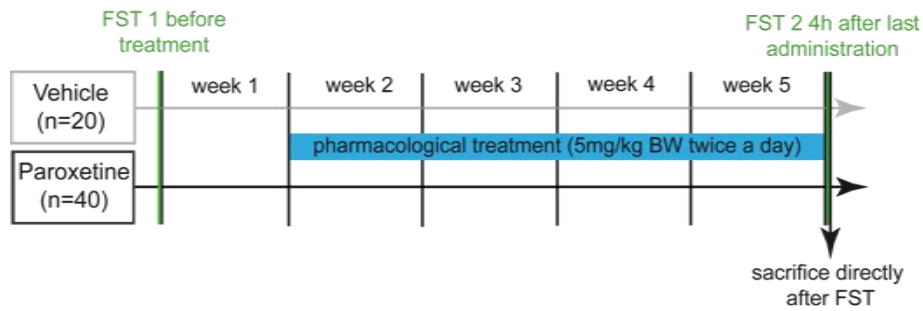 FST 1 before
treatment
FST 2 4h after last
administration
Vehicle
(n=20)
week 1
week 2
week 3
week 4
week 5
pharmacological treatment (5mg/kg BW twice a day)
Paroxetine
(n=40)
sacrifice directly
after FST